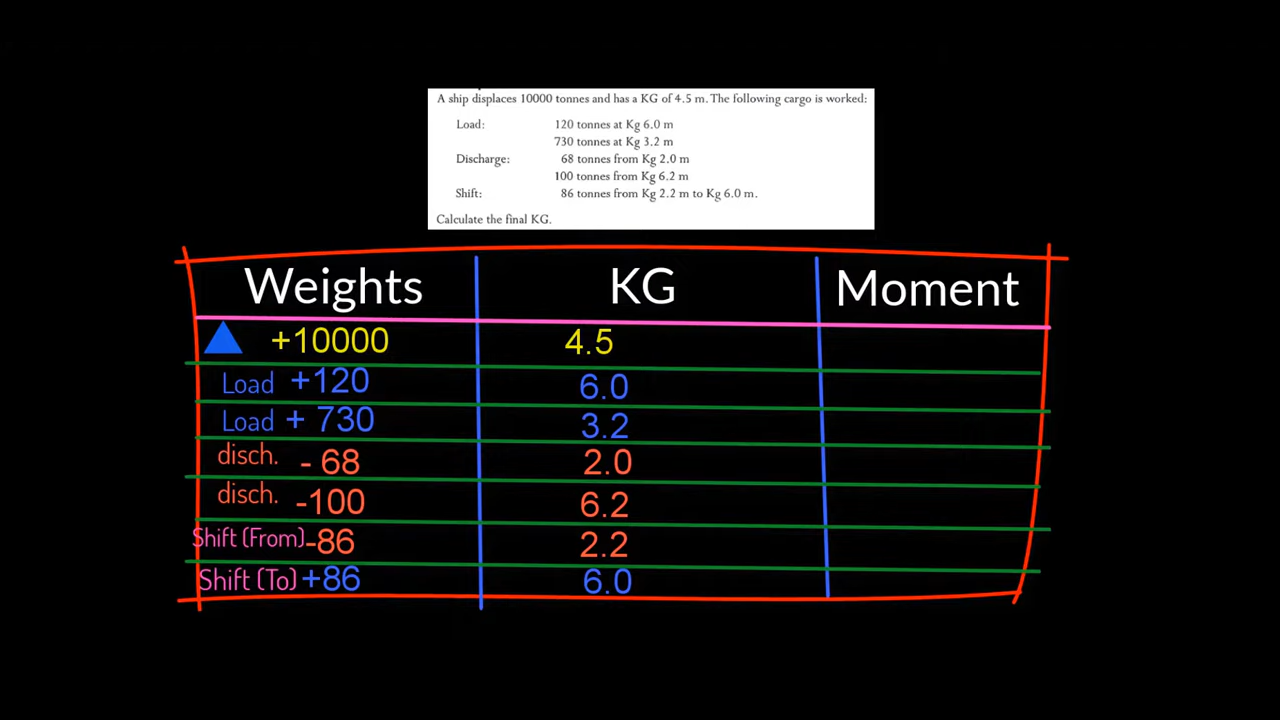 A ship displaces 10000 tonnes and has a KG of 4.5 m. The following cargo is worked:
Load: 120 tonnes at Kg 6.0 m
730 tonnes at Kg 3.2 m
Discharge: 68 tonnes from Kg 2.0 m
100 tonnes from Kg 6.2 m
Shift: 86 tonnes from Kg 2.2 m to Kg 6.0 m.
Calculate the final KG.
Weights KG Moment
+10000 4.5
Load +120 6.0
Load + 730 3.2
disch. - 68 2.0
disch. -100 6.2
Shift (From) -86 2.2
Shift (To) +86 6.0